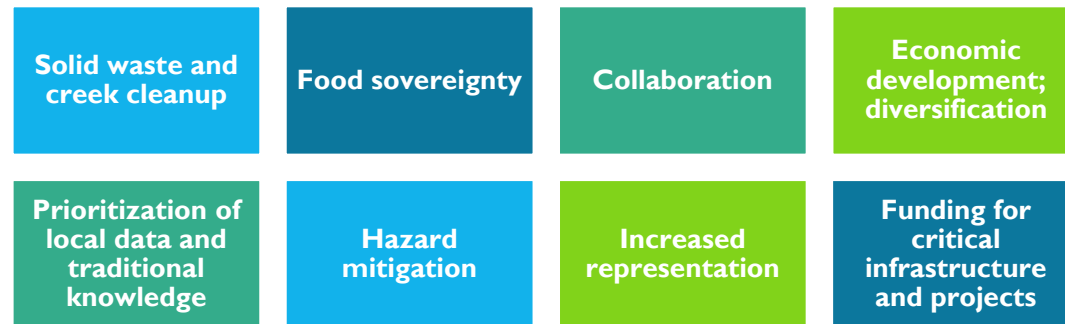 Solid waste and
creek cleanup
Food sovereignty
Collaboration
Economic
development;
diversification
Prioritization of
local data and
traditional
knowledge
Hazard
mitigation
Increased
representation
Funding for
critical
infrastructure
and projects